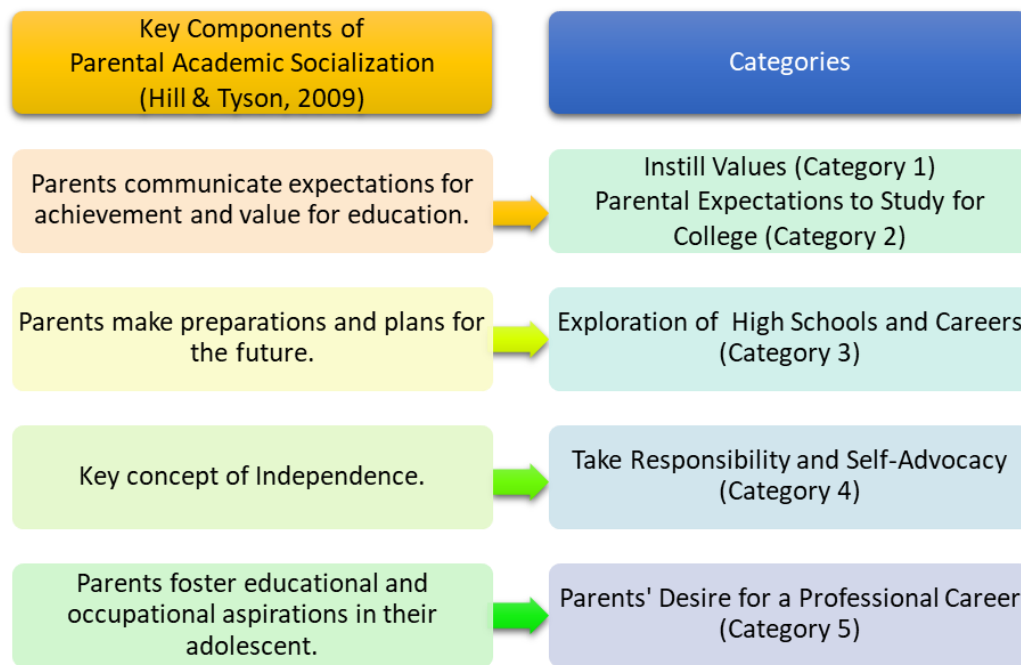 Key Components of
Parental Academic Socialization
(Hill & Tyson, 2009)
Categories
Parents communicate expectations for
achievement and value for education.
Instill Values (Category 1)
Parental Expectations to Study for
College (Category 2)
Parents make preparations and plans for
the future.
Exploration of High Schools and Careers
(Category 3)
Key concept of Independence.
Take Responsibility and Self-Advocacy
(Category 4)
Parents foster educational and
occupational aspirations in their
adolescent.
Parents' Desire for a Professional Career
(Category 5)